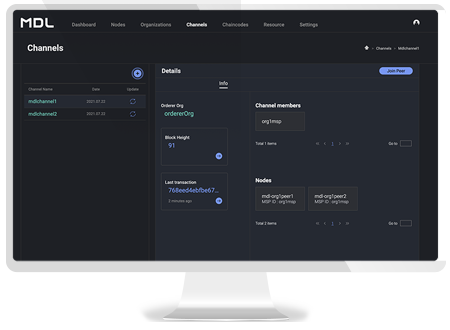 MDL Dashboard Nodes Organizations Channels Chaincodes Resource Settings
Channels
> Channels > Mdlchannel1
Details
Join Peer
Info
Channel Name Date Update
mdlchannel1 2021.07.23
mdlchannel2 2021.07.23
Orderer Org
ordererOrg
Block Height
91
Last transaction
768eed4ebfbe67...
2 minutes ago
Channel members
org1msp
Total 1 items
« < 1 > »
Go to
Nodes
mdl-org1peer1
MSP ID : org1msp
mdl-org1peer2
MSP ID : org1msp
Total 2 items
« < 1 > »
Go to